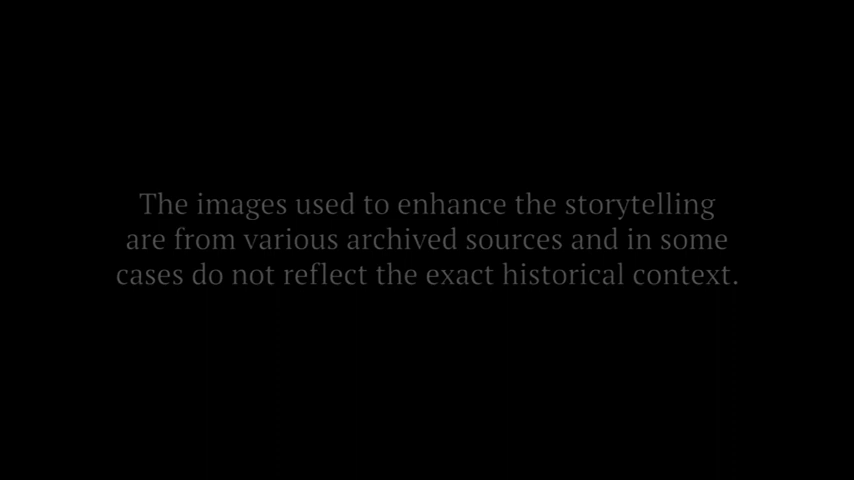 The images used to enhance the storytelling
are from various archived sources and in some
cases do not reflect the exact historical context.